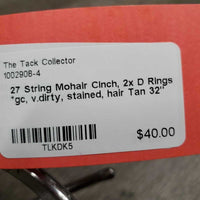 The Tack Collector
1002908-4
27 String Mohair Cinch, 2x D Rings
*gc, v.dirty, stained, hair Tan 32"
$40.00
TLKDK5